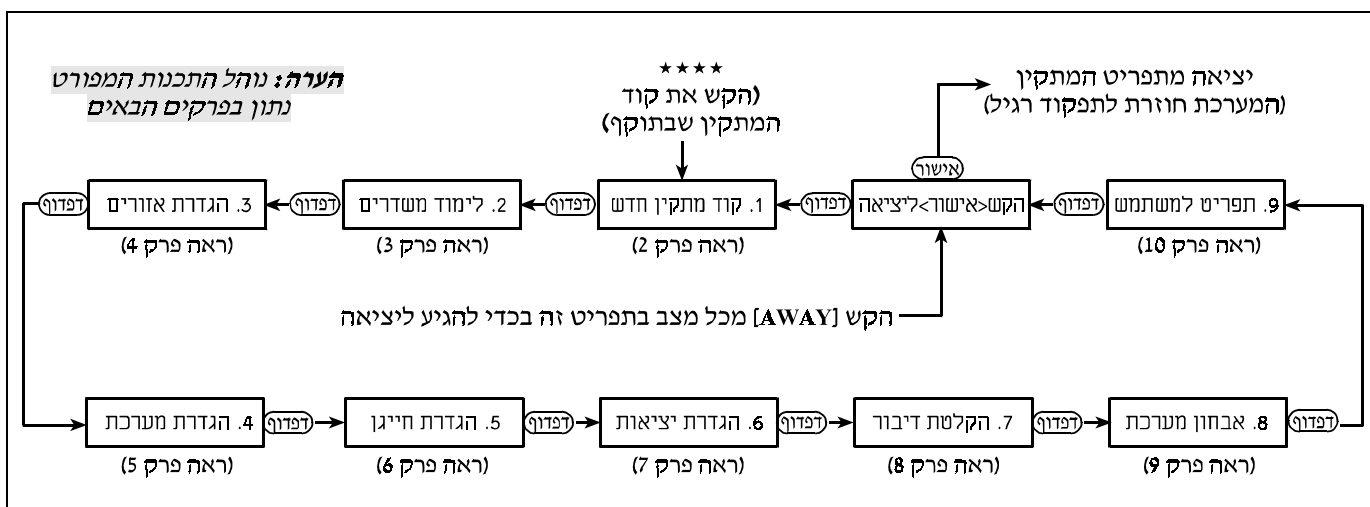 הערה: נוהל התכנות המפורט
נתון בפרקים הבאים
★★★★
(הקש את קוד
המתקין שבתוקף)
יציאה מתפריט המתקין
(המערכת חוזרת לתפקוד רגיל)
אישור
9. תפריט למשתמש
דפדוף
הקש<אישור>ליציאה
דפדוף
1. קוד מתקין חדש
דפדוף
2. לימוד משדרים
דפדוף
3. הגדרת אזורים
דפדוף
(ראה פרק 10)
(ראה פרק 2)
(ראה פרק 3)
(ראה פרק 4)
הקש [AWAY] מכל מצב בתפריט זה בכדי להגיע ליציאה
4. הגדרת מערכת
דפדוף
5. הגדרת חייגן
דפדוף
6. הגדרת יציאות
דפדוף
7. הקלטת דיבור
דפדוף
8. אבחון מערכת
דפדוף
(ראה פרק 5)
(ראה פרק 6)
(ראה פרק 7)
(ראה פרק 8)
(ראה פרק 9)